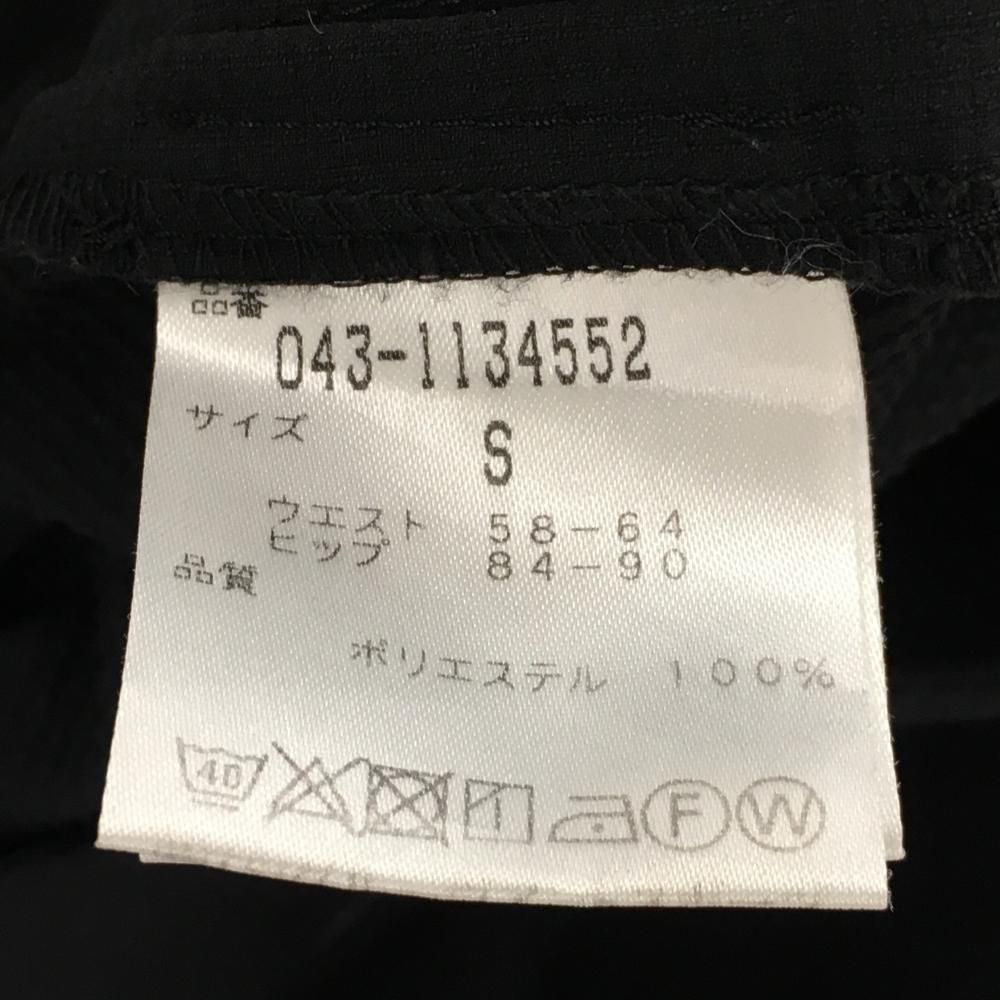 品番
043-1134552
サイズ
S
ウエスト 58-64
ヒップ 84-90
品質
ポリエステル 100%
40 F W